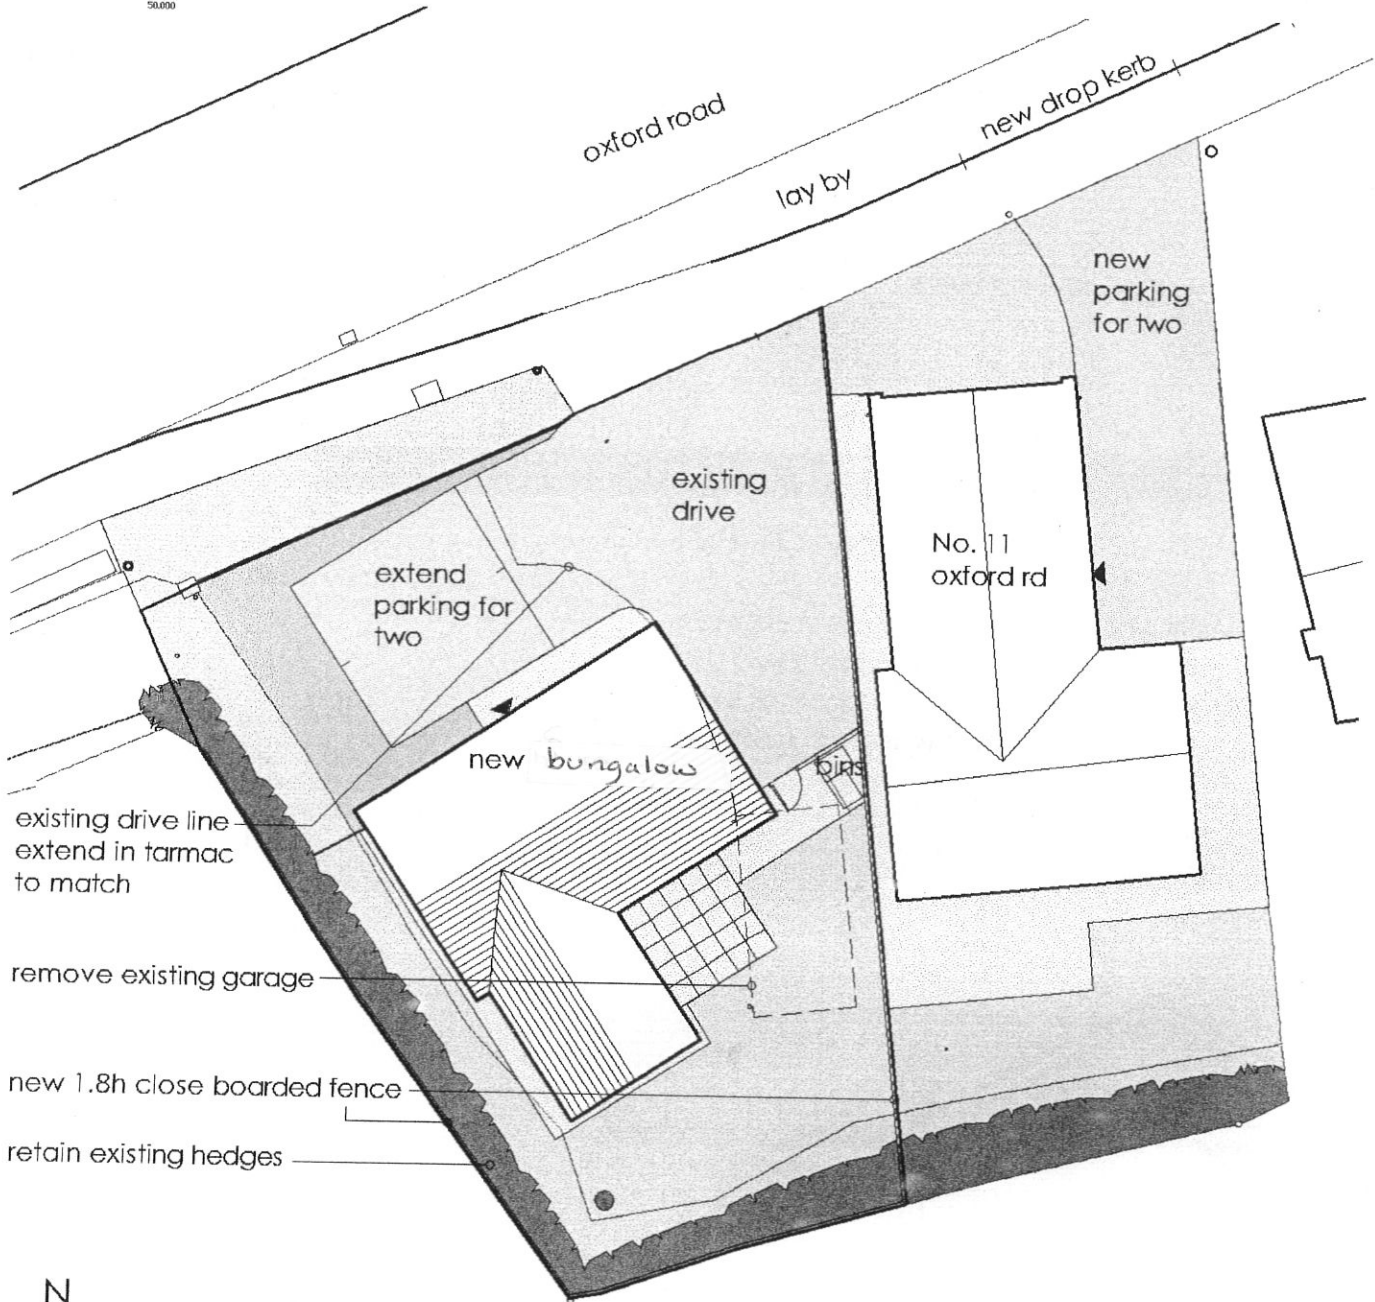 50.000
oxford road
new drop kerb
lay by
new
parking
for two
existing
drive
No. 11
oxford rd
extend
parking for
two
new bungalow
bins
existing drive line
extend in tarmac
to match
remove existing garage
new 1.8h close boarded fence
retain existing hedges
N